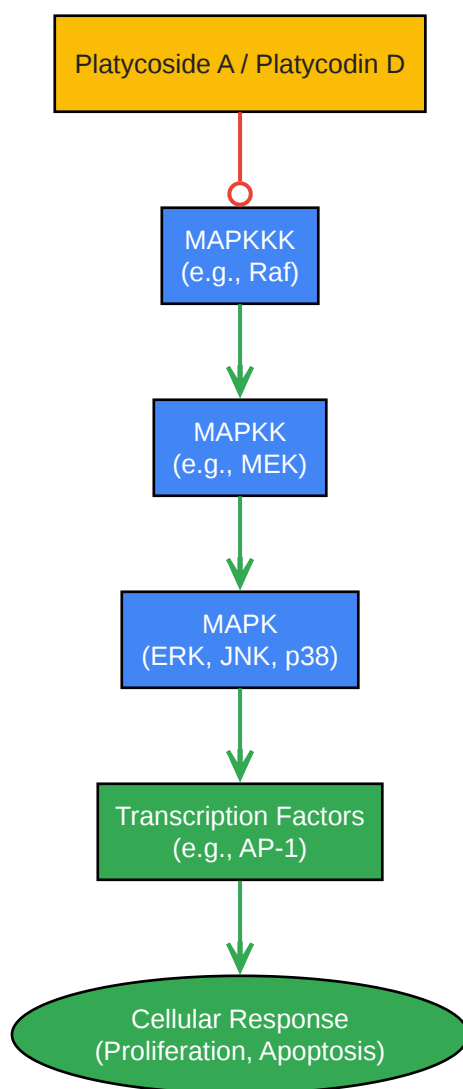 Platycoside A / Platycodin D
MAPKKK
(e.g., Raf)
MAPKK
(e.g., MEK)
MAPK
(ERK, JNK, p38)
Transcription Factors
(e.g., AP-1)
Cellular Response
(Proliferation, Apoptosis)